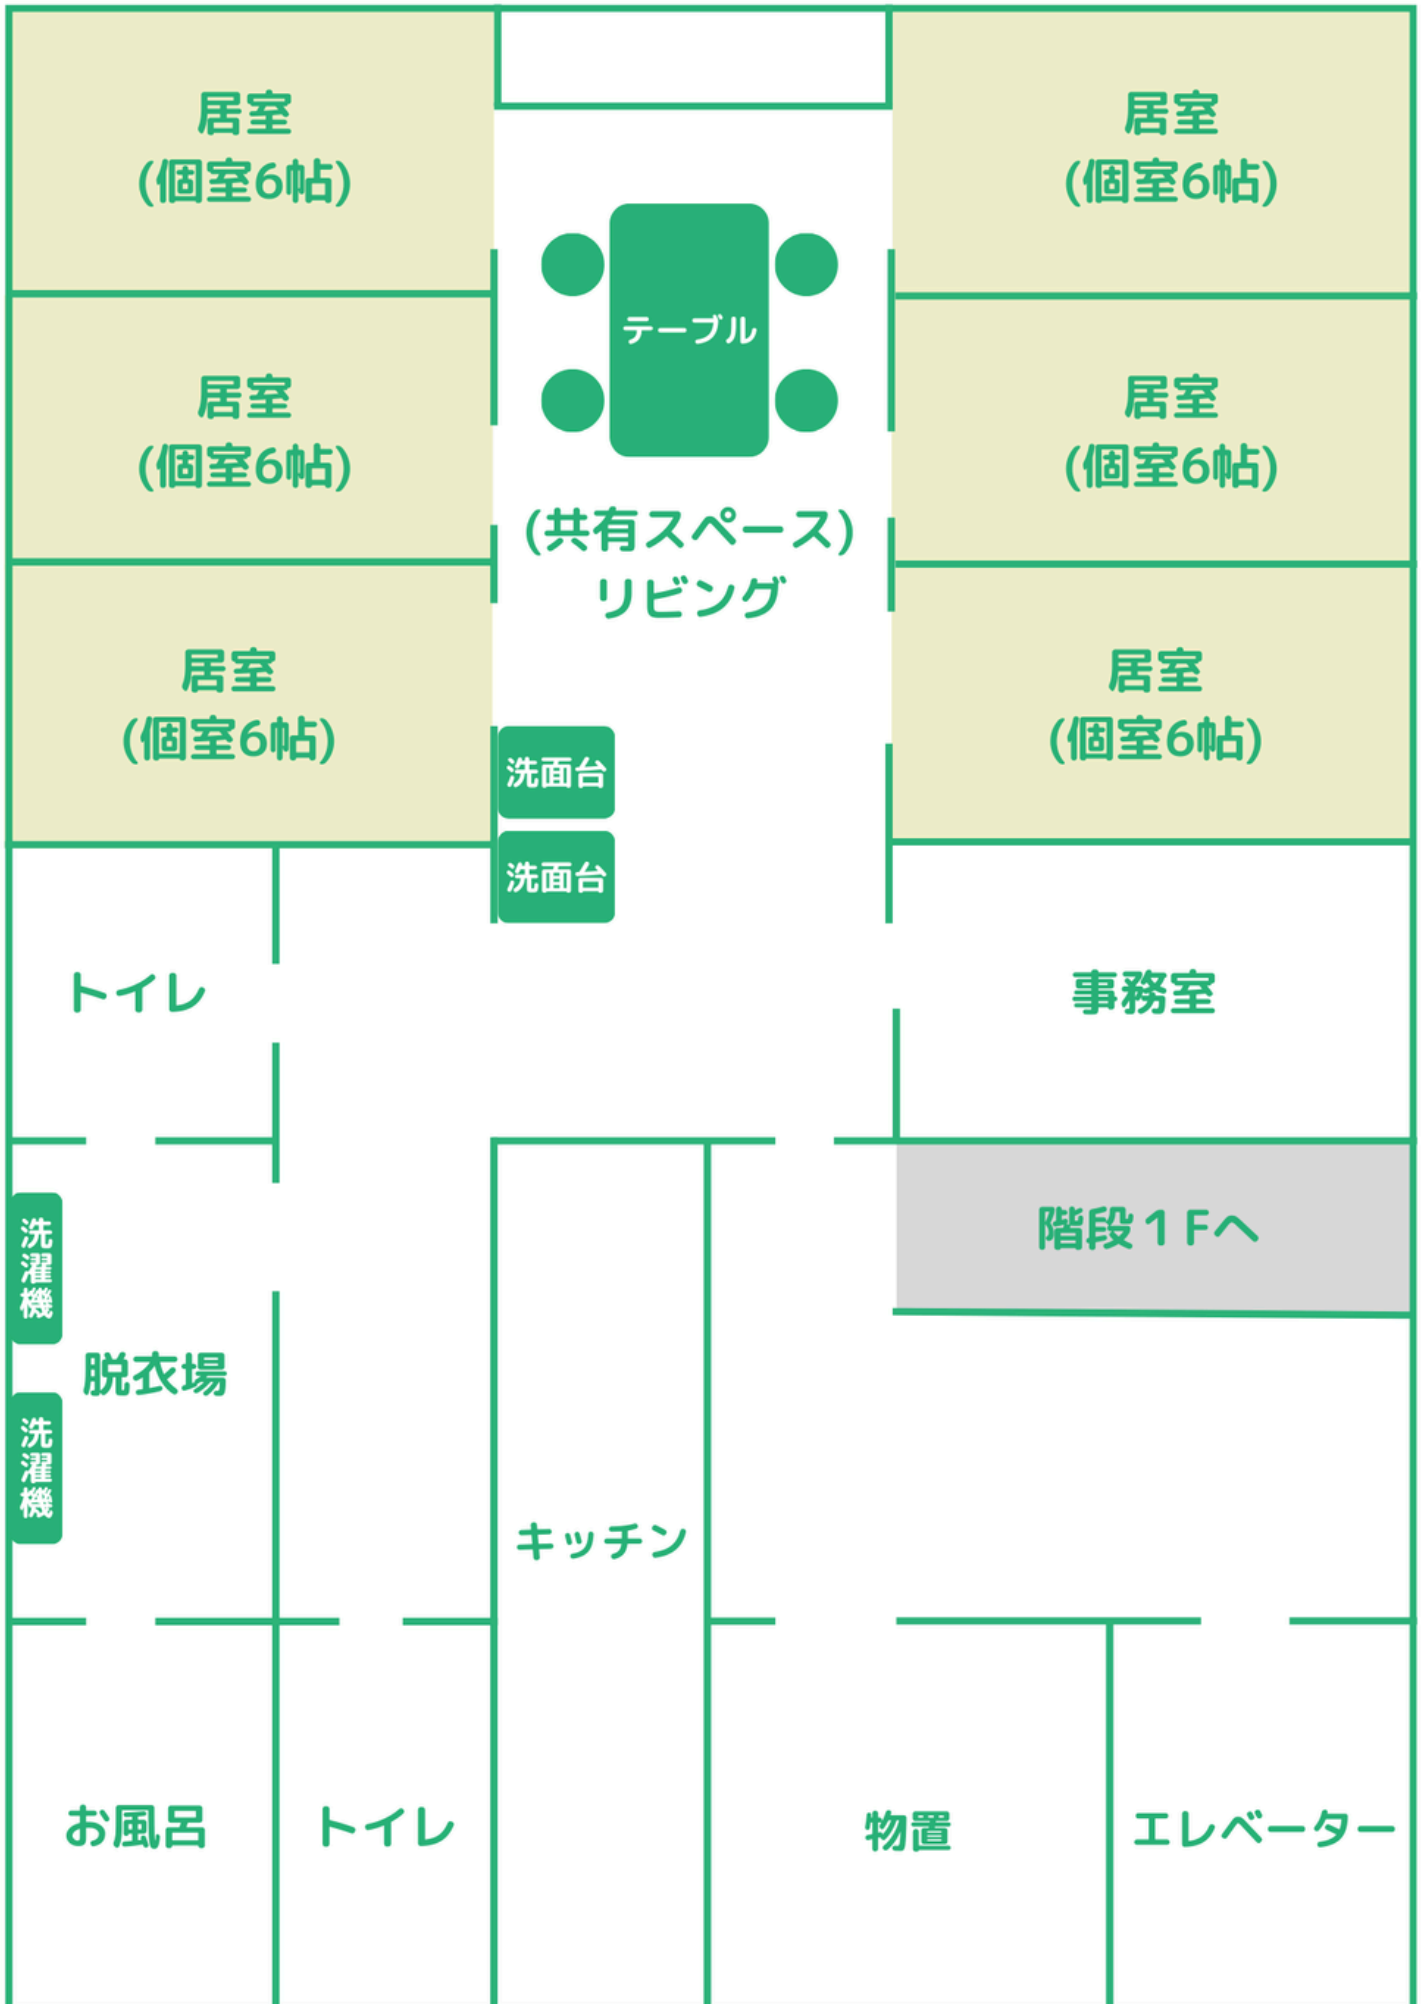 居室
(個室6帖)
居室
(個室6帖)
テーブル
居室
(個室6帖)
居室
(個室6帖)
(共有スペース)
リビング
居室
(個室6帖)
居室
(個室6帖)
洗面台
洗面台
トイレ
事務室
洗濯機
階段1Fへ
脱衣場
洗濯機
キッチン
お風呂
トイレ
物置
エレベーター